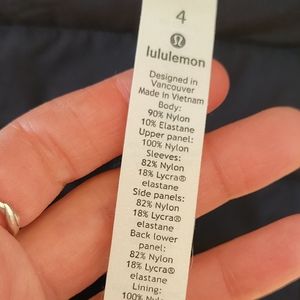 4
lululemon
Designed in
Vancouver
Made in Vietnam
Body:
90% Nylon
10% Elastane
Upper panel:
100% Nylon
Sleeves:
82% Nylon
18% Lycra®
elastane
Side panels:
82% Nylon
18% Lycra®
elastane
Back lower
panel:
82% Nylon
18% Lycra®
elastane
Lining:
100% Nylon